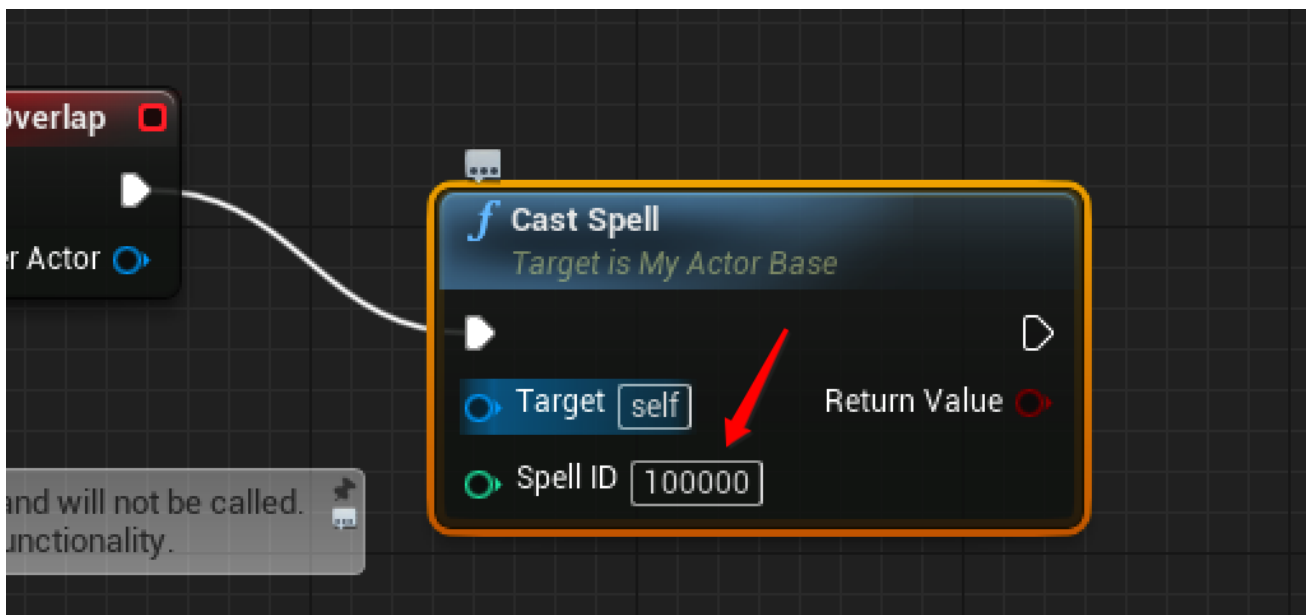 Overlap
Actor
Cast Spell
Target is My Actor Base
Target self
Return Value
Spell ID 100000
and will not be called.